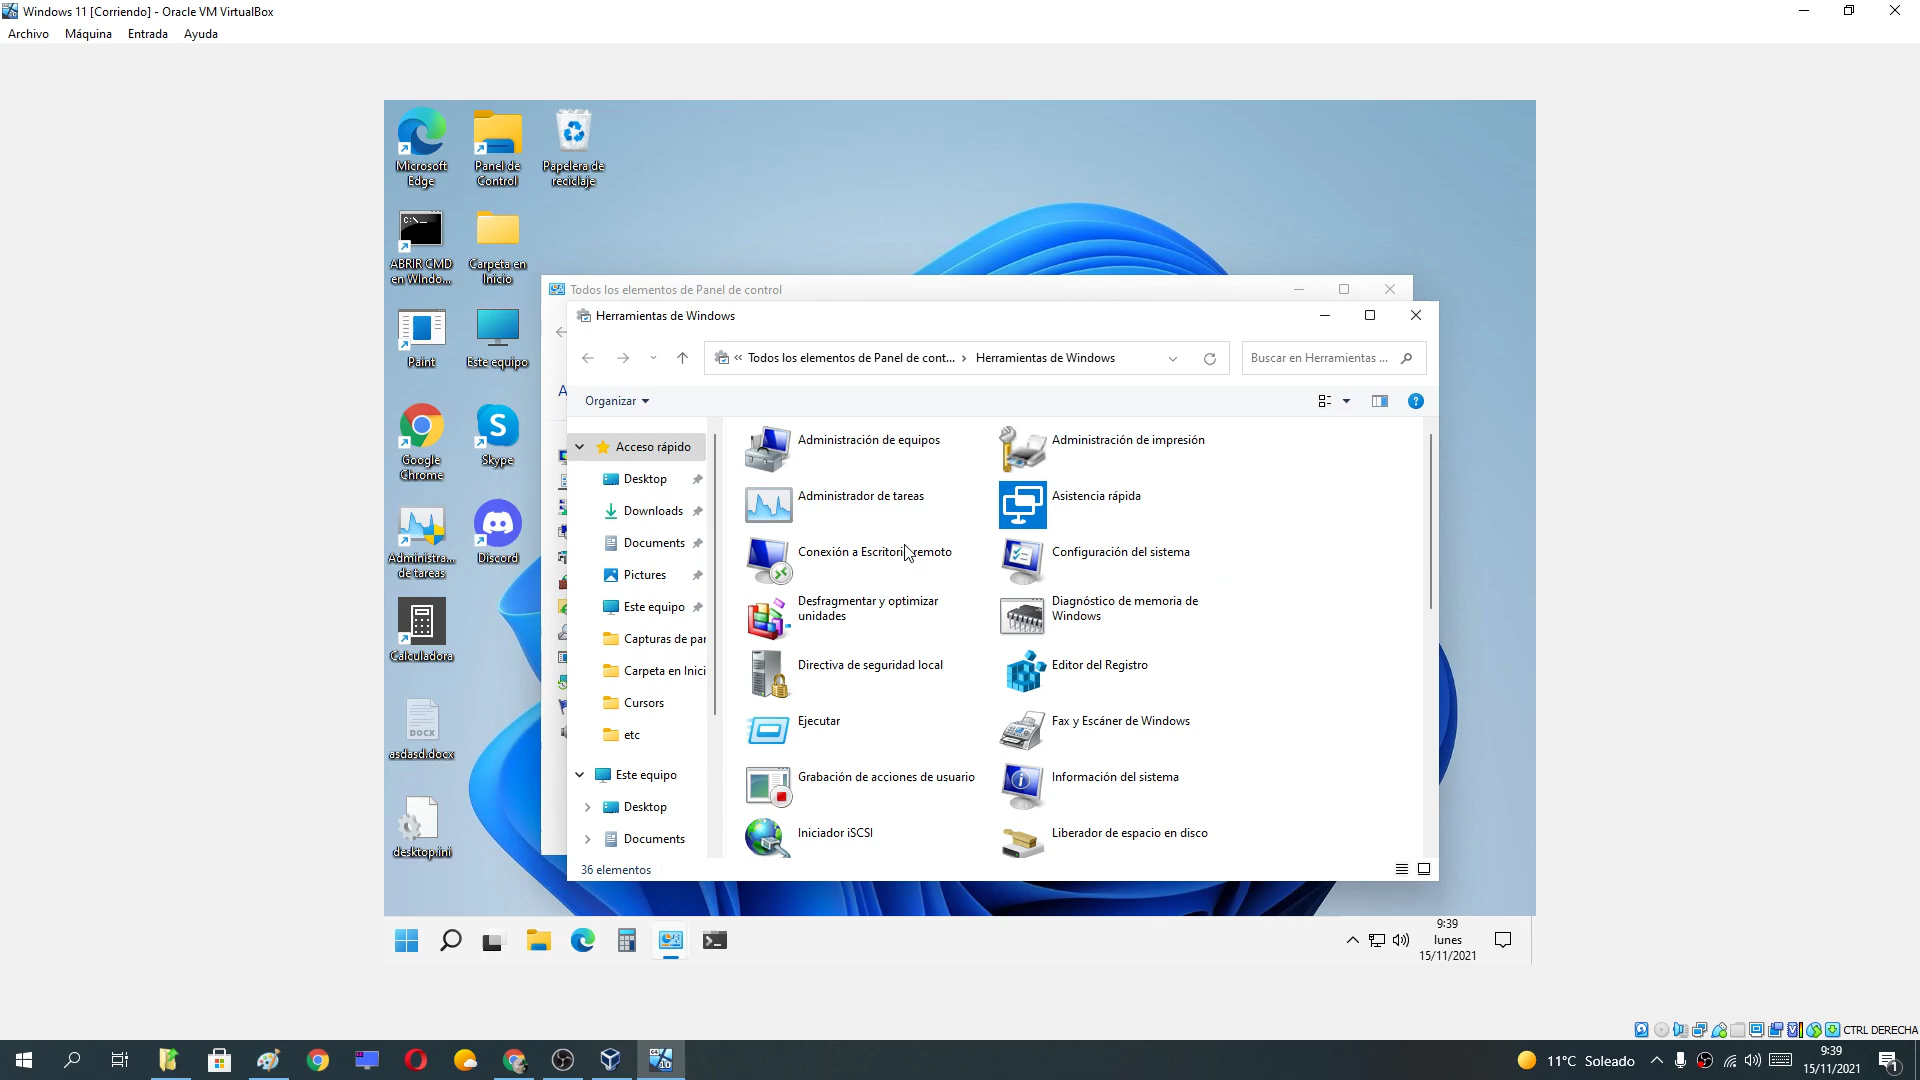 Windows 11 [Corriendo] - Oracle VM VirtualBox
Archivo Máquina Entrada Ayuda
Microsoft Edge
Panel de Control
Papelera de reciclaje
ABRIR CMD en WIndo...
Carpeta en Inicio
Paint
Este equipo
Google Chrome
Skype
Administra... de tareas
Discord
Calculadora
DOCX
asdasd.docx
desktop.ini
Todos los elementos de Panel de control
Herramientas de Windows
« Todos los elementos de Panel de cont... > Herramientas de Windows
Buscar en Herramientas ...
Organizar
Acceso rápido
Desktop
Downloads
Documents
Pictures
Este equipo
Capturas de par
Carpeta en Inici
Cursors
etc
Este equipo
Desktop
Documents
Administración de equipos
Administración de impresión
Administrador de tareas
Asistencia rápida
Conexión a Escritorio remoto
Configuración del sistema
Desfragmentar y optimizar unidades
Diagnóstico de memoria de Windows
Directiva de seguridad local
Editor del Registro
Ejecutar
Fax y Escáner de Windows
Grabación de acciones de usuario
Información del sistema
Iniciador iSCSI
Liberador de espacio en disco
36 elementos
9:39
lunes
15/11/2021
CTRL DERECHA
11°C Soleado
9:39
15/11/2021
1